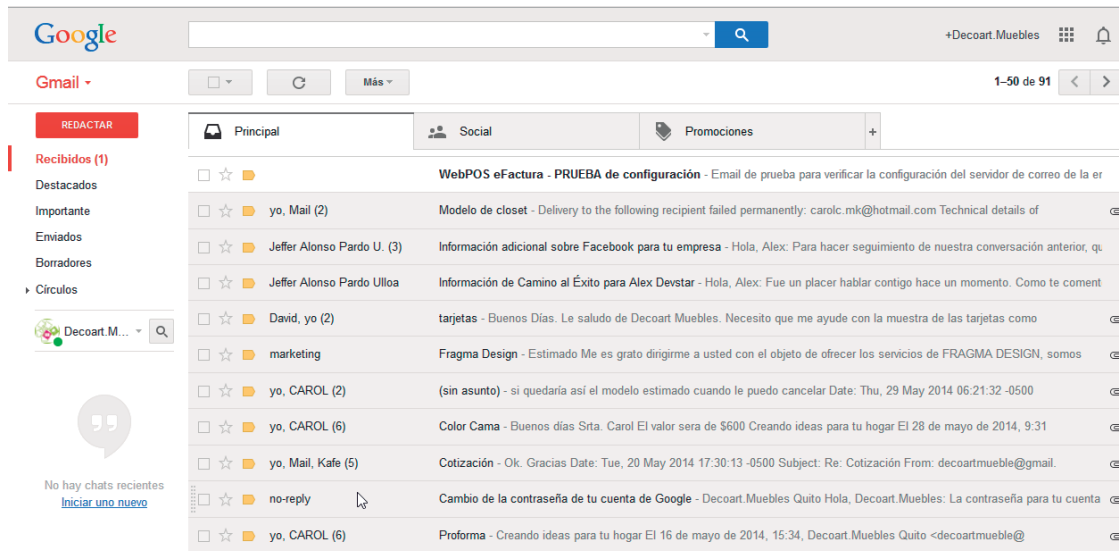 Google
+Decoart.Muebles
Gmail
Más
1–50 de 91
REDACTAR
Principal
Social
Promociones
+
Recibidos (1)
Destacados
Importante
Enviados
Borradores
Círculos
Decoart.M...
No hay chats recientes
Iniciar uno nuevo
WebPOS eFactura - PRUEBA de configuración - Email de prueba para verificar la configuración del servidor de correo de la er
yo, Mail (2) Modelo de closet - Delivery to the following recipient failed permanently: carolc.mk@hotmail.com Technical details of
Jeffer Alonso Pardo U. (3) Información adicional sobre Facebook para tu empresa - Hola, Alex: Para hacer seguimiento de nuestra conversación anterior, qu
Jeffer Alonso Pardo Ulloa Información de Camino al Éxito para Alex Devstar - Hola, Alex: Fue un placer hablar contigo hace un momento. Como te coment
David, yo (2) tarjetas - Buenos Días. Le saludo de Decoart Muebles. Necesito que me ayude con la muestra de las tarjetas como
marketing Fragma Design - Estimado Me es grato dirigirme a usted con el objeto de ofrecer los servicios de FRAGMA DESIGN, somos
yo, CAROL (2) (sin asunto) - si quedaría así el modelo estimado cuando le puedo cancelar Date: Thu, 29 May 2014 06:21:32 -0500
yo, CAROL (6) Color Cama - Buenos días Srta. Carol El valor sera de $600 Creando ideas para tu hogar El 28 de mayo de 2014, 9:31
yo, Mail, Kafe (5) Cotización - Ok. Gracias Date: Tue, 20 May 2014 17:30:13 -0500 Subject: Re: Cotización From: decoartmueble@gmail.
no-reply Cambio de la contraseña de tu cuenta de Google - Decoart.Muebles Quito Hola, Decoart.Muebles: La contraseña para tu cuenta
yo, CAROL (6) Proforma - Creando ideas para tu hogar El 16 de mayo de 2014, 15:34, Decoart.Muebles Quito <decoartmueble@